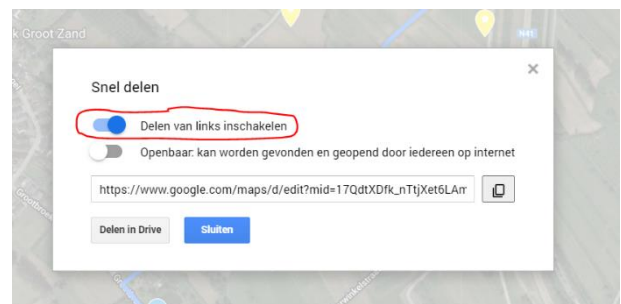 k Groot Zand
N41
Snel delen
Delen van links inschakelen
Openbaar: kan worden gevonden en geopend door iedereen op internet
https://www.google.com/maps/d/edit?mid=17QdtXDfk_nTtjXet6LAm
Delen in Drive
Sluiten